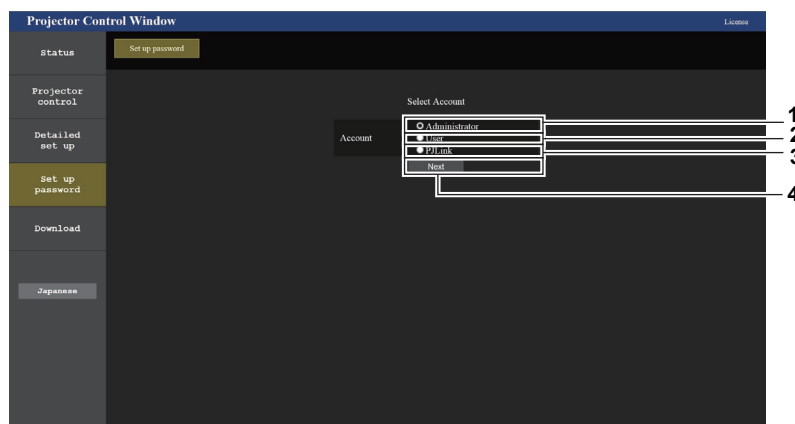 Projector Control Window
License
Status
Set up password
Projector
control
Detailed
set up
Set up
password
Download
Japanese
Select Account
Account
Administrator
User
PJLink
Next
1
2
3
4